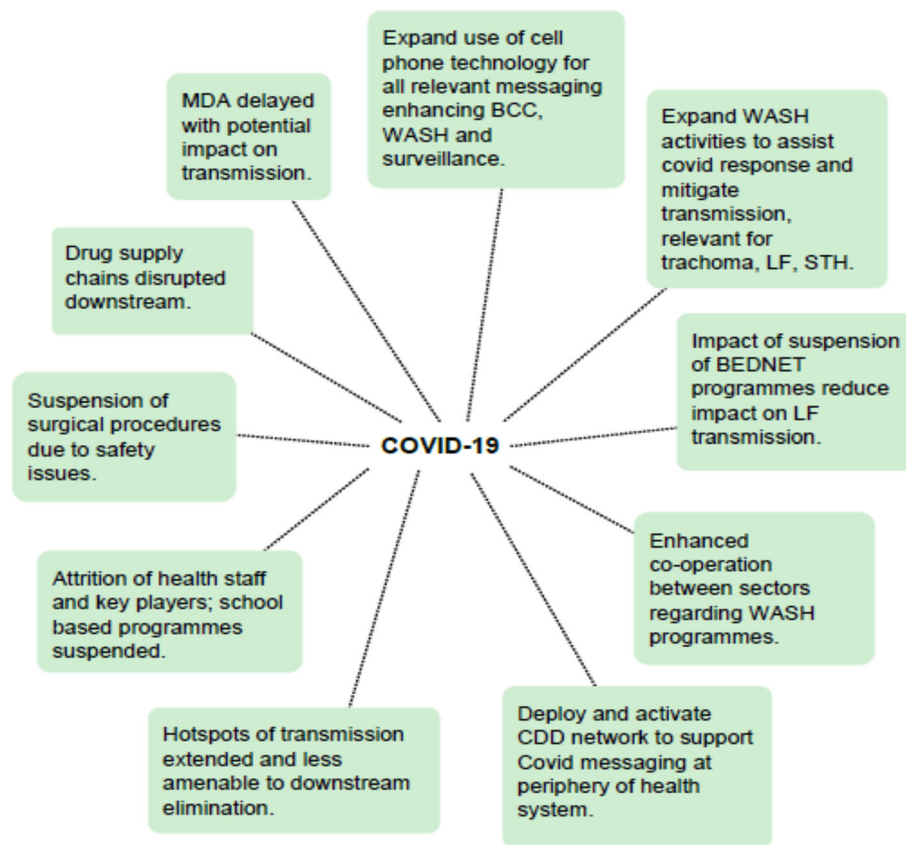 Expand use of cell
phone technology for
all relevant messaging
enhancing BCC,
WASH and
surveillance.
MDA delayed
with potential
impact on
transmission.
Expand WASH
activities to assist
covid response and
mitigate
transmission,
relevant for
trachoma, LF, STH.
Drug supply
chains disrupted
downstream.
Impact of suspension
of BEDNET
programmes reduce
impact on LF
transmission.
Suspension of
surgical procedures
due to safety
issues.
COVID-19
Enhanced
co-operation
between sectors
regarding WASH
programmes.
Attrition of health staff
and key players; school
based programmes
suspended.
Deploy and activate
CDD network to support
Covid messaging at
periphery of health
system.
Hotspots of transmission
extended and less
amenable to downstream
elimination.